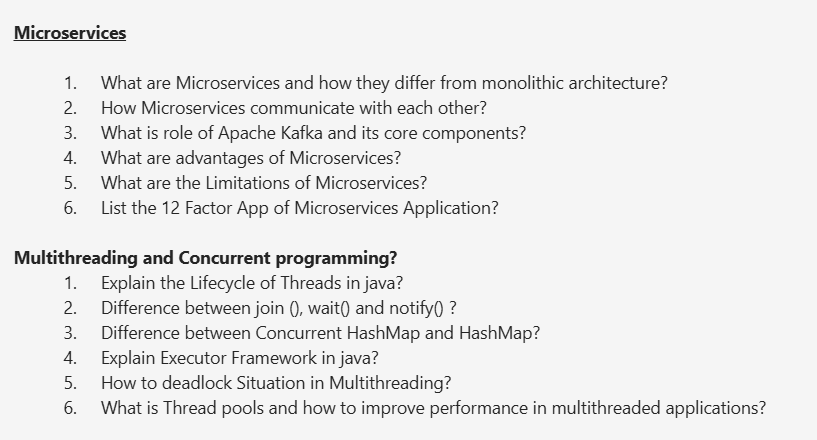 Microservices
1. What are Microservices and how they differ from monolithic architecture?
2. How Microservices communicate with each other?
3. What is role of Apache Kafka and its core components?
4. What are advantages of Microservices?
5. What are the Limitations of Microservices?
6. List the 12 Factor App of Microservices Application?
Multithreading and Concurrent programming?
1. Explain the Lifecycle of Threads in java?
2. Difference between join (), wait() and notify() ?
3. Difference between Concurrent HashMap and HashMap?
4. Explain Executor Framework in java?
5. How to deadlock Situation in Multithreading?
6. What is Thread pools and how to improve performance in multithreaded applications?